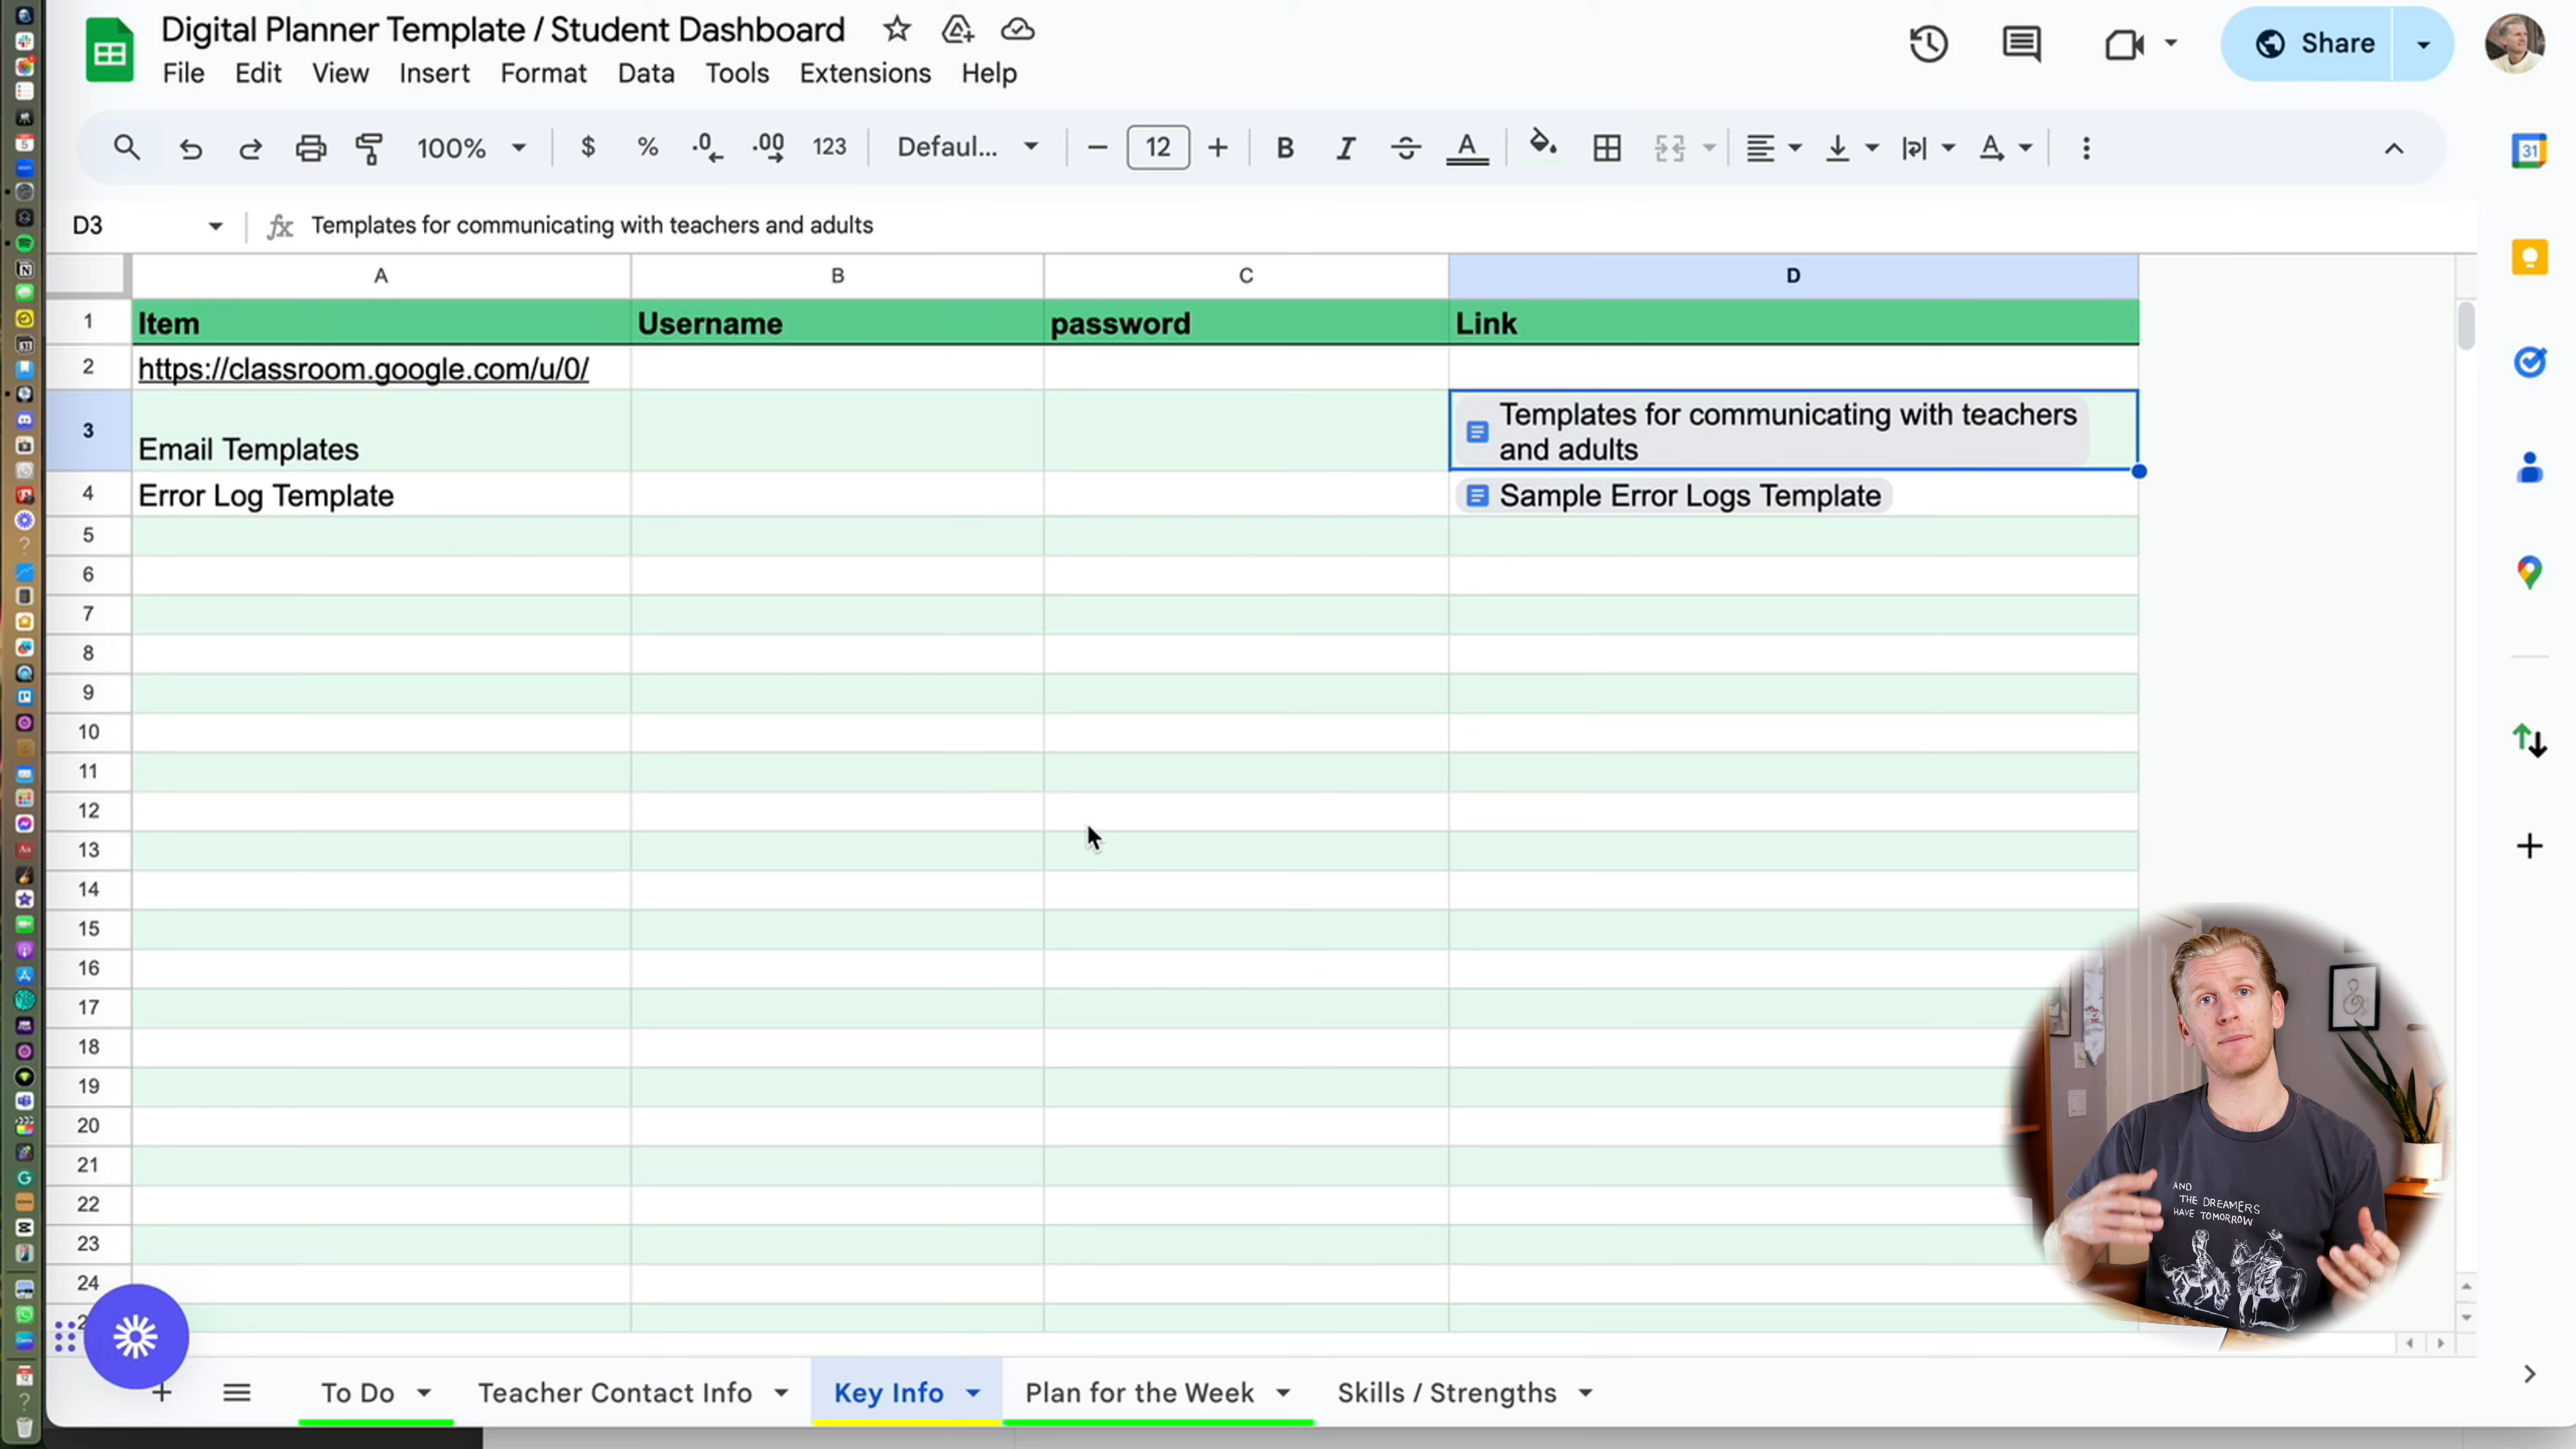 Digital Planner Template / Student Dashboard
File Edit View Insert Format Data Tools Extensions Help
Share
100% $ % .0 .00 123 Defaul... 12 B I A
31
D3 fx Templates for communicating with teachers and adults
A B C D
1 Item Username password Link
2 https://classroom.google.com/u/0/
3 Email Templates Templates for communicating with teachers
and adults
4 Error Log Template Sample Error Logs Template
5
6
7
8
9
10
11
12
13
14
15
16
17
18
19
20
21
22
23
24
AND
THE DREAMERS
HAVE TOMORROW
To Do Teacher Contact Info Key Info Plan for the Week Skills / Strengths